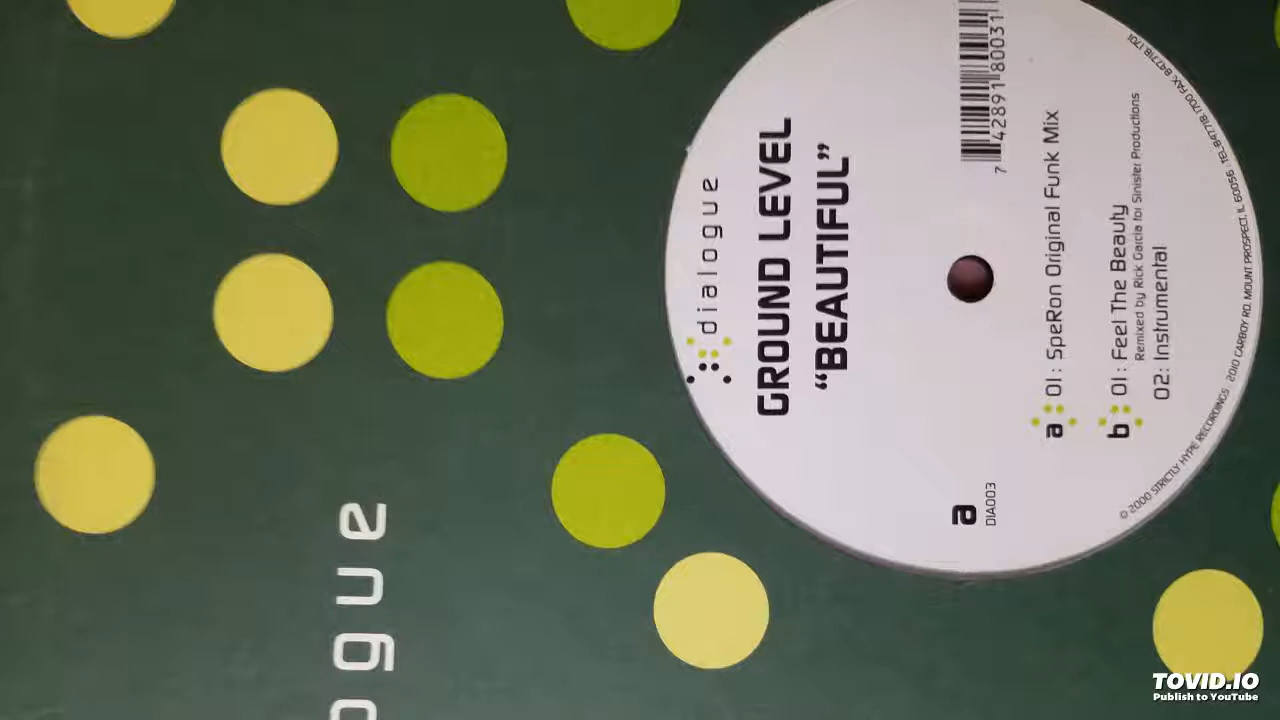 dialogue
GROUND LEVEL
“BEAUTIFUL”
7 42891 80031
a
DIA003
a 01: SpeRon Original Funk Mix
b 01: Feel The Beauty
Remixed by Rick Garcia for Sinister Productions
02: Instrumental
© 2000 STRICTLY HYPE RECORDINGS 2010 CARBOY RD. MOUNT PROSPECT, IL 60056 TEL.847.718.1700 FAX: 847.718.1701
ogue
TOVID.IO
Publish to YouTube